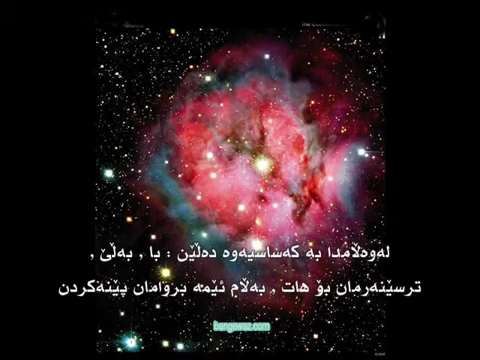 لەوەڵامدا بە کەساسیەوە دەڵێن : با , بەڵێ ,
ترسێنەرمان بۆ هات , بەڵام ئێمە بڕوامان پێنەکردن
Bangawaz.com